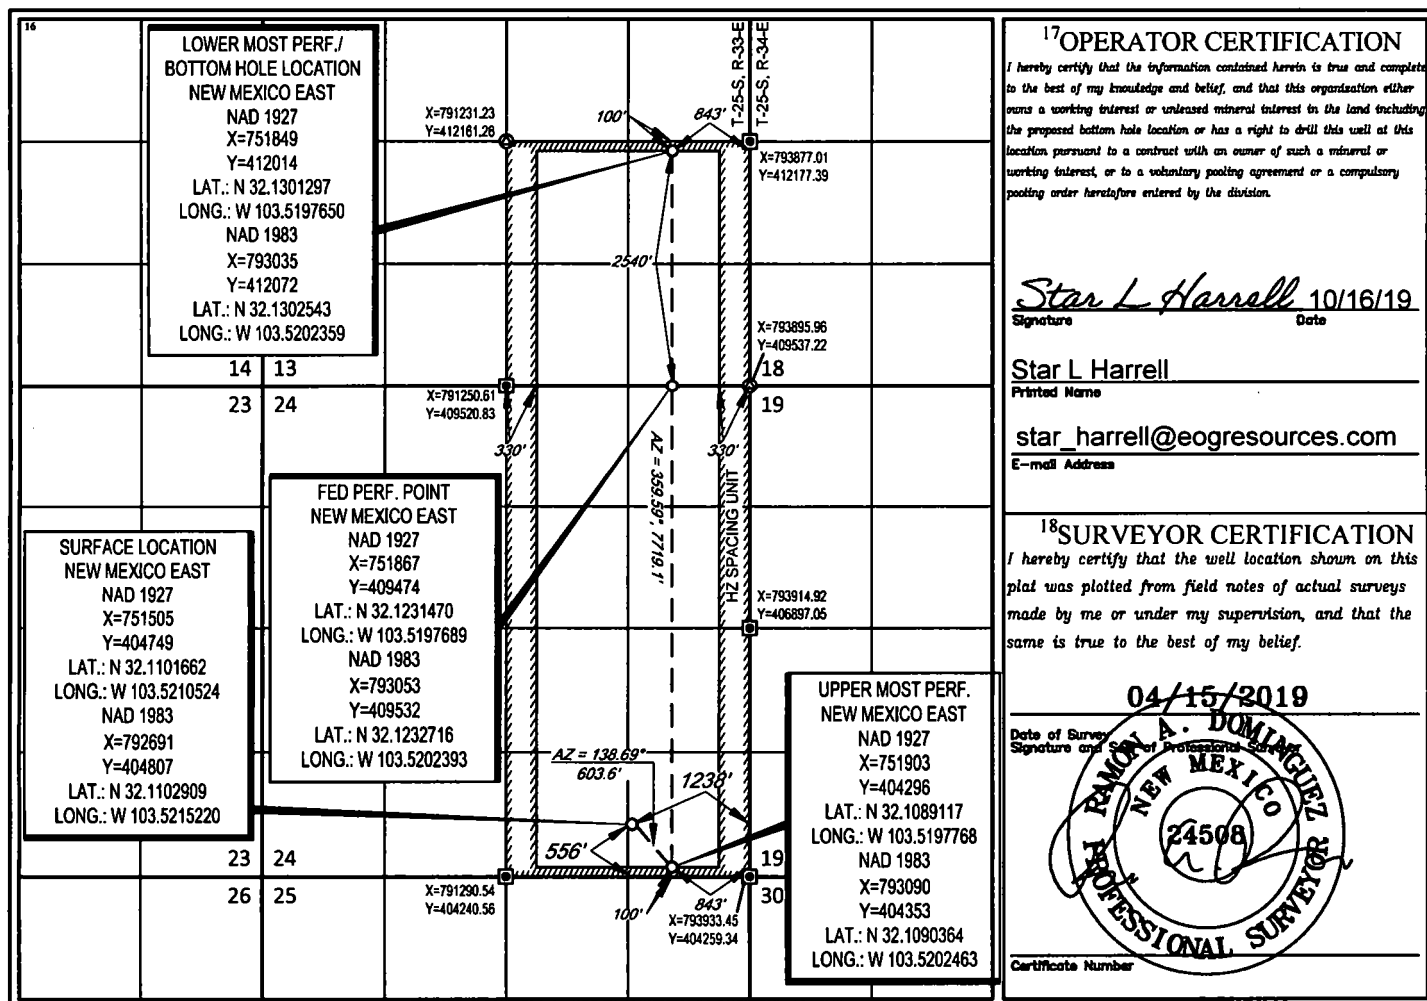 16
LOWER MOST PERF./
BOTTOM HOLE LOCATION
NEW MEXICO EAST
NAD 1927
X=751849
Y=412014
LAT.: N 32.1301297
LONG.: W 103.5197650
NAD 1983
X=793035
Y=412072
LAT.: N 32.1302543
LONG.: W 103.5202359
X=791231.23
Y=412161.26
100'
843'
T-25-S, R-33-E
T-25-S, R-34-E
X=793877.01
Y=412177.39
2540'
X=793895.96
Y=409537.22
14 13
18
23 24
19
X=791250.61
Y=409520.83
330'
330'
AZ = 359.59°, 7719.1'
HZ SPACING UNIT
FED PERF. POINT
NEW MEXICO EAST
NAD 1927
X=751867
Y=409474
LAT.: N 32.1231470
LONG.: W 103.5197689
NAD 1983
X=793053
Y=409532
LAT.: N 32.1232716
LONG.: W 103.5202393
SURFACE LOCATION
NEW MEXICO EAST
NAD 1927
X=751505
Y=404749
LAT.: N 32.1101662
LONG.: W 103.5210524
NAD 1983
X=792691
Y=404807
LAT.: N 32.1102909
LONG.: W 103.5215220
X=793914.92
Y=406897.05
UPPER MOST PERF.
NEW MEXICO EAST
NAD 1927
X=751903
Y=404296
LAT.: N 32.1089117
LONG.: W 103.5197768
NAD 1983
X=793090
Y=404353
LAT.: N 32.1090364
LONG.: W 103.5202463
AZ = 138.69°
603.6'
1238'
556'
23 24
19
26 25
30
X=791290.54
Y=404240.56
100'
843'
X=793933.45
Y=404259.34
17 OPERATOR CERTIFICATION
I hereby certify that the information contained herein is true and complete
to the best of my knowledge and belief, and that this organization either
owns a working interest or unleased mineral interest in the land including
the proposed bottom hole location or has a right to drill this well at this
location pursuant to a contract with an owner of such a mineral or
working interest, or to a voluntary pooling agreement or a compulsory
pooling order heretofore entered by the division.
Star L Harrell 10/16/19
Signature Date
Star L Harrell
Printed Name
star_harrell@eogresources.com
E-mail Address
18 SURVEYOR CERTIFICATION
I hereby certify that the well location shown on this
plat was plotted from field notes of actual surveys
made by me or under my supervision, and that the
same is true to the best of my belief.
04/15/2019
Date of Survey
Signature and Seal of Professional Surveyor
RAMON A. DOMINGUEZ
NEW MEXICO
24508
PROFESSIONAL SURVEYOR
Certificate Number